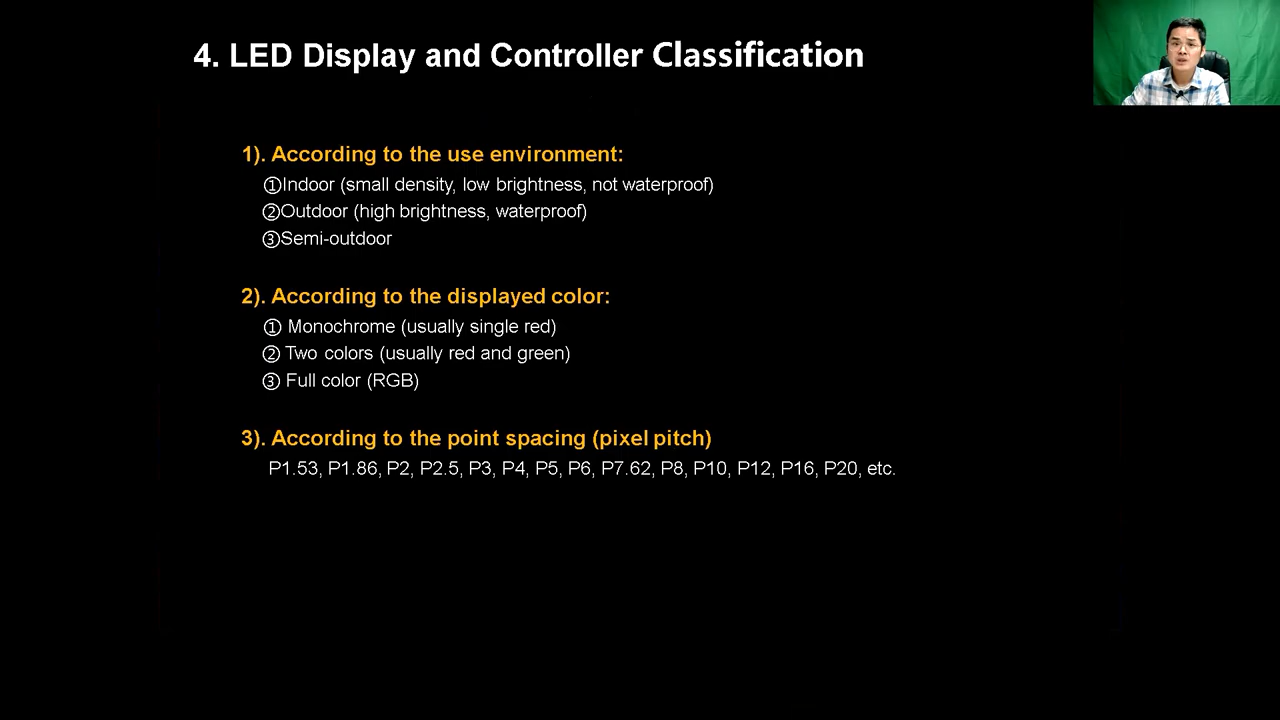 4. LED Display and Controller Classification
1). According to the use environment:
①Indoor (small density, low brightness, not waterproof)
②Outdoor (high brightness, waterproof)
③Semi-outdoor
2). According to the displayed color:
① Monochrome (usually single red)
② Two colors (usually red and green)
③ Full color (RGB)
3). According to the point spacing (pixel pitch)
P1.53, P1.86, P2, P2.5, P3, P4, P5, P6, P7.62, P8, P10, P12, P16, P20, etc.